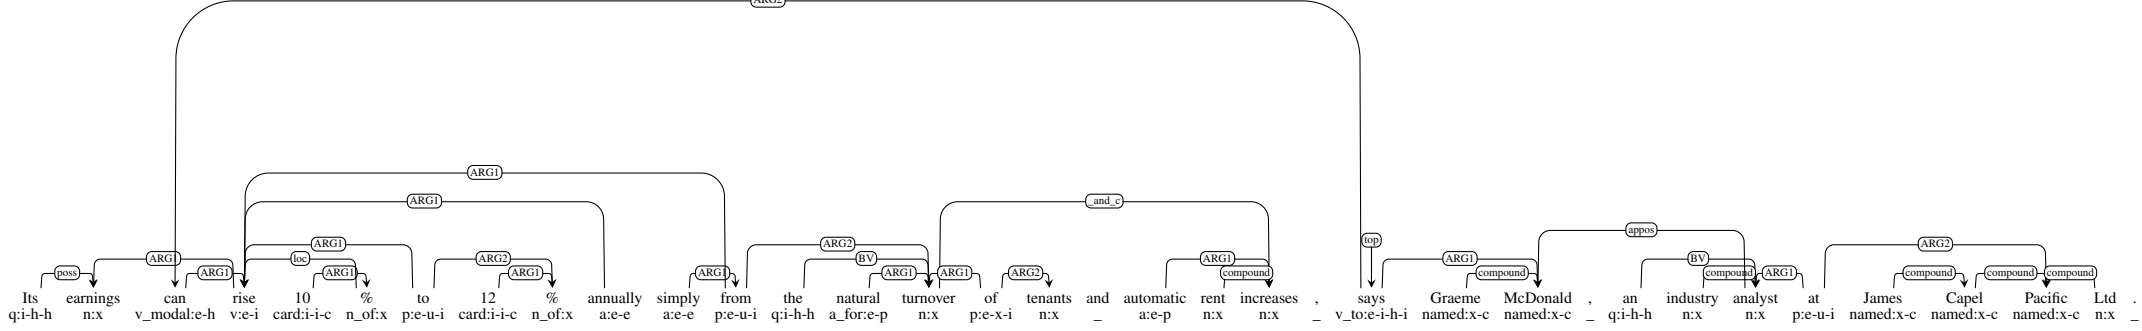 ARG2
ARG1
ARG1 _and_c
top appos
ARG1 ARG2 ARG2
ARG1 loc ARG2 BV ARG1 ARG1 BV
poss ARG1 ARG1 ARG1 ARG1 ARG1 ARG1 ARG2 compound compound compound ARG1 compound compound compound
Its earnings can rise 10 % to 12 % annually simply from the natural turnover of tenants and automatic rent increases , says Graeme McDonald , an industry analyst at James Capel Pacific Ltd .
q:i-h-h n:x v_modal:e-h v:e-i card:i-i-c n_of:x p:e-u-i card:i-i-c n_of:x a:e-e a:e-e p:e-u-i q:i-h-h a_for:e-p n:x p:e-x-i n:x _ a:e-p n:x n:x _ v_to:e-i-h-i named:x-c named:x-c _ q:i-h-h n:x n:x p:e-u-i named:x-c named:x-c named:x-c n:x _